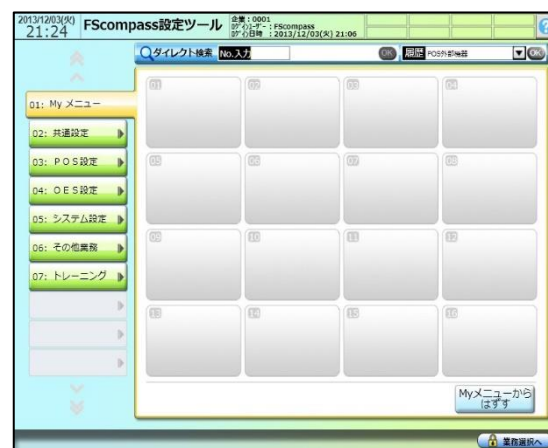 2013/12/03(火)
21:24
FScompass設定ツール
企業：0001
ﾛｸﾞｲﾝﾕｰｻﾞｰ：FScompass
ﾛｸﾞｲﾝ日時：2013/12/03(火) 21:06
?
ダイレクト検索 No.入力 OK 履歴 POS外部機器 OK
01: My メニュー
02: 共通設定
03: ＰＯＳ設定
04: ＯＥＳ設定
05: システム設定
06: その他業務
07: トレーニング
01 02 03 04
05 06 07 08
09 10 11 12
13 14 15 16
Myメニューから
はずす
業務選択へ